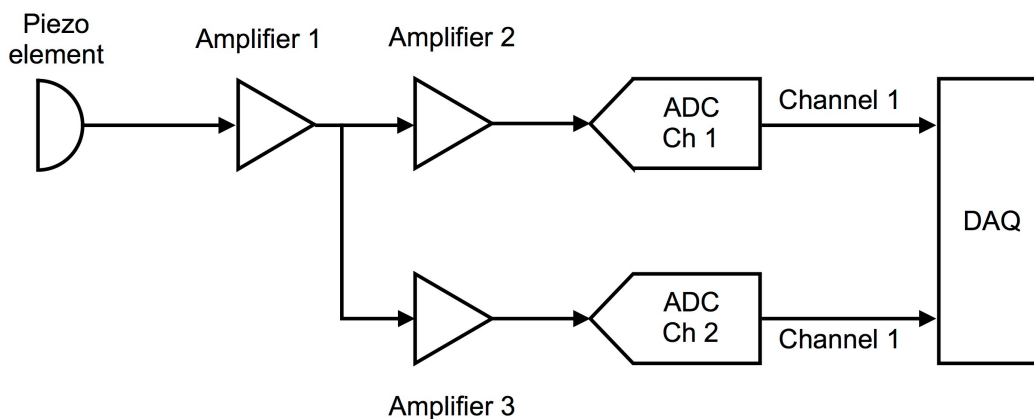 Piezo
element
Amplifier 1
Amplifier 2
ADC
Ch 1
Channel 1
DAQ
ADC
Ch 2
Channel 1
Amplifier 3